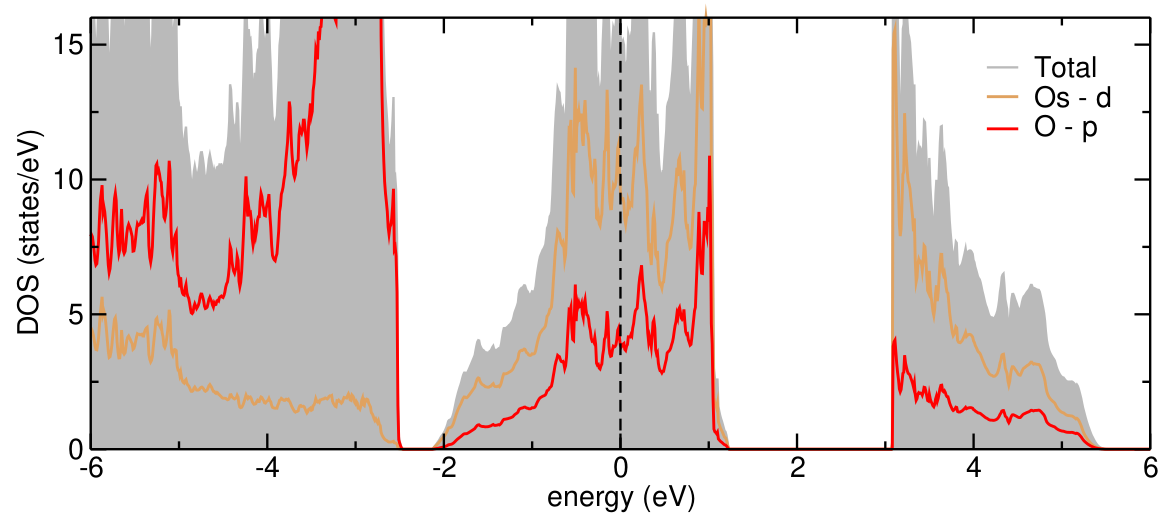 15
10
5
0
DOS (states/eV)
Total
Os - d
O - p
-6 -4 -2 0 2 4 6
energy (eV)